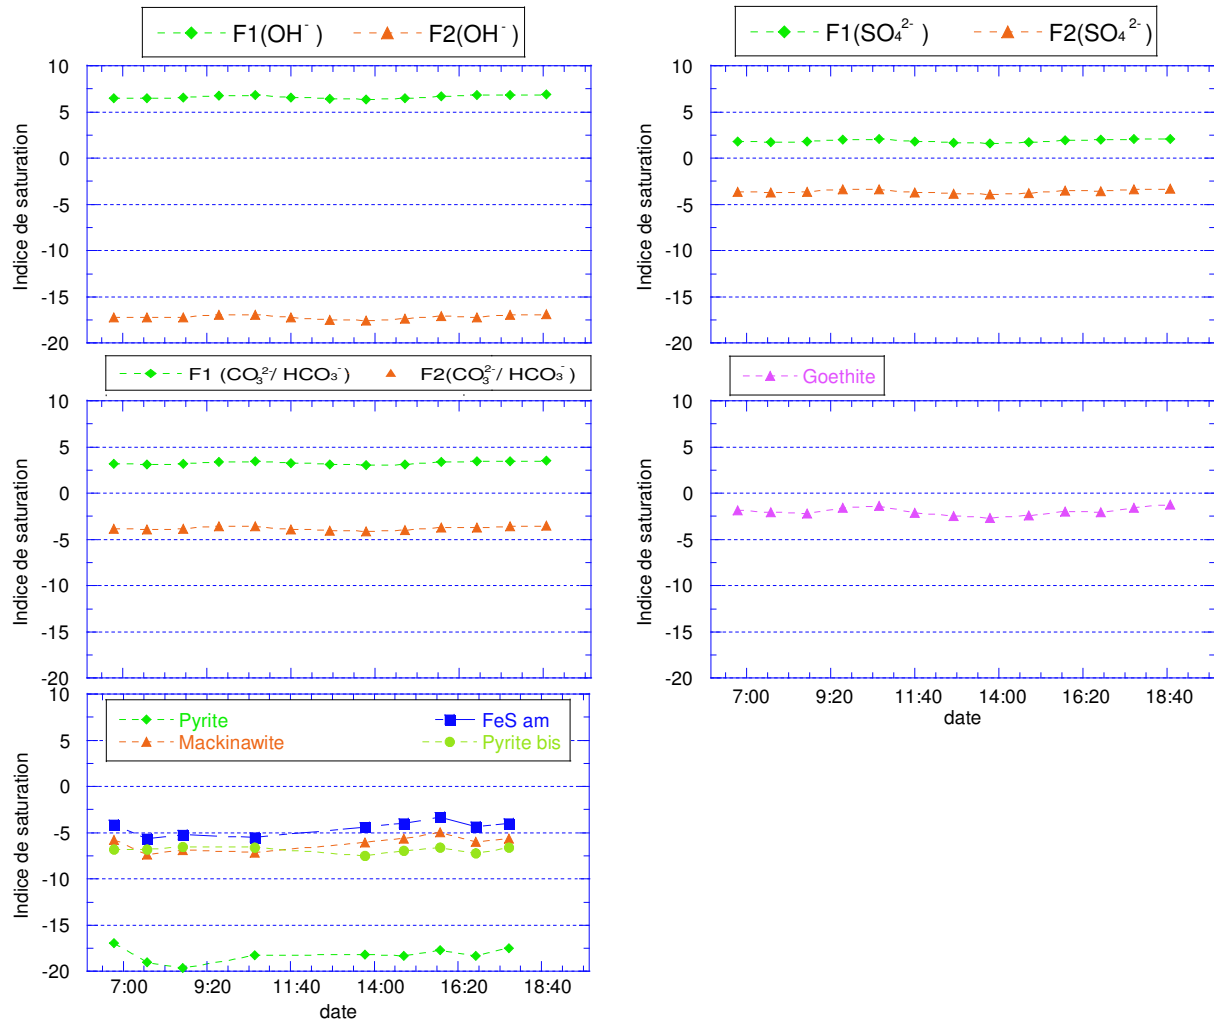 F1(OH⁻) F2(OH⁻)
10
5
0
-5
-10
-15
-20
Indice de saturation
F1(SO₄²⁻) F2(SO₄²⁻)
10
5
0
-5
-10
-15
-20
Indice de saturation
F1 (CO₃²⁻/ HCO₃⁻) F2(CO₃²⁻/ HCO₃⁻)
10
5
0
-5
-10
-15
-20
Indice de saturation
Goethite
10
5
0
-5
-10
-15
-20
Indice de saturation
7:00 9:20 11:40 14:00 16:20 18:40
date
Pyrite FeS am
Mackinawite Pyrite bis
10
5
0
-5
-10
-15
-20
Indice de saturation
7:00 9:20 11:40 14:00 16:20 18:40
date